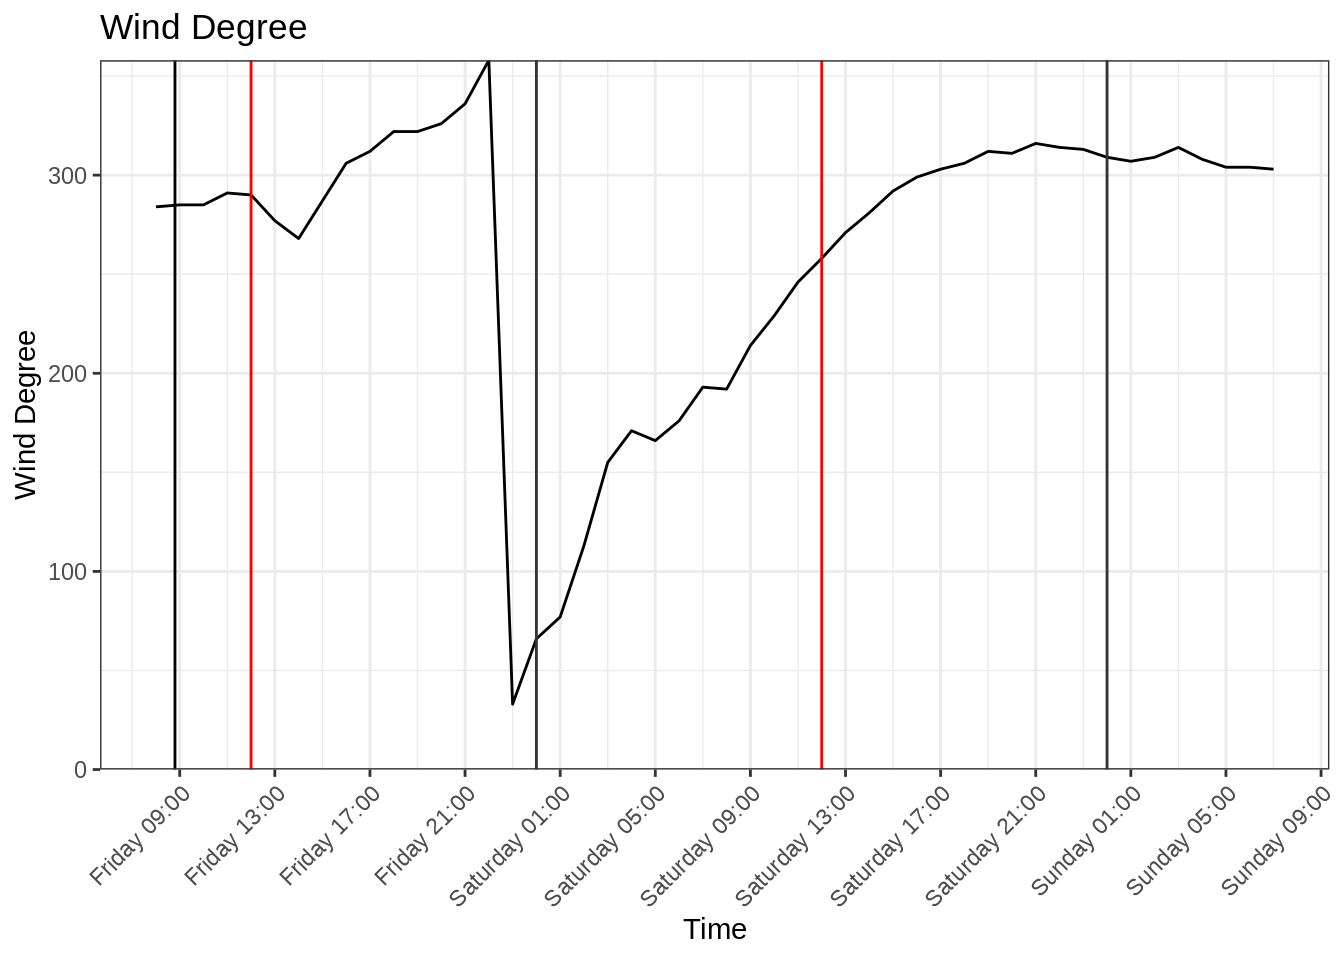 Wind Degree
Wind Degree
300
200
100
0
Friday 09:00
Friday 13:00
Friday 17:00
Friday 21:00
Saturday 01:00
Saturday 05:00
Saturday 09:00
Saturday 13:00
Saturday 17:00
Saturday 21:00
Sunday 01:00
Sunday 05:00
Sunday 09:00
Time